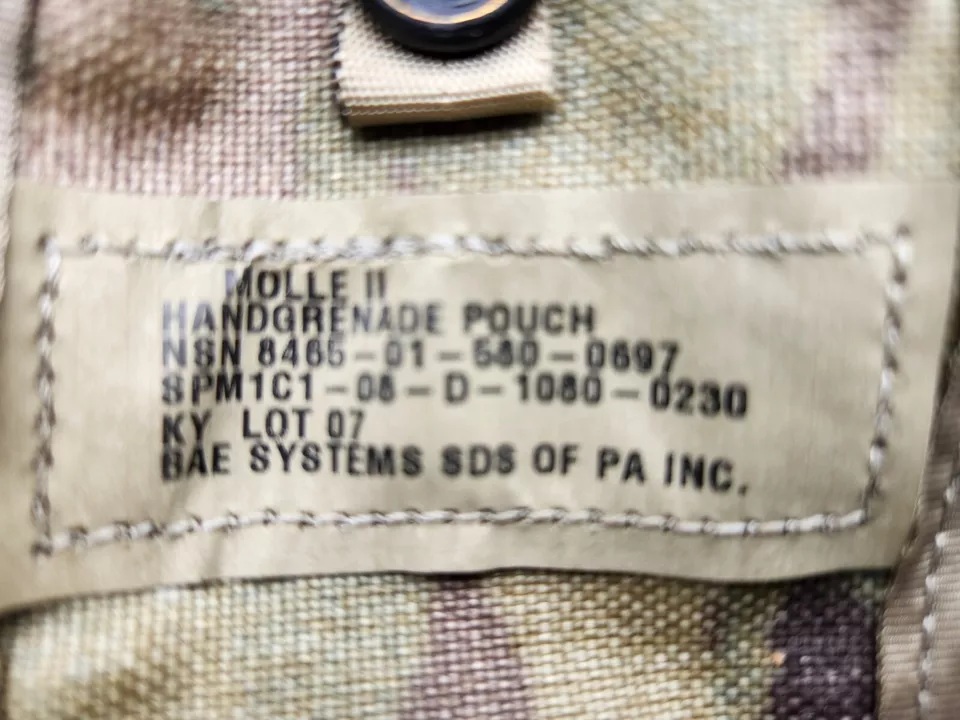 MOLLE II
HANDGRENADE POUCH
NSN 8465-01-580-0697
SPM1C1-08-D-1080-0230
KY LOT 07
BAE SYSTEMS SDS OF PA INC.